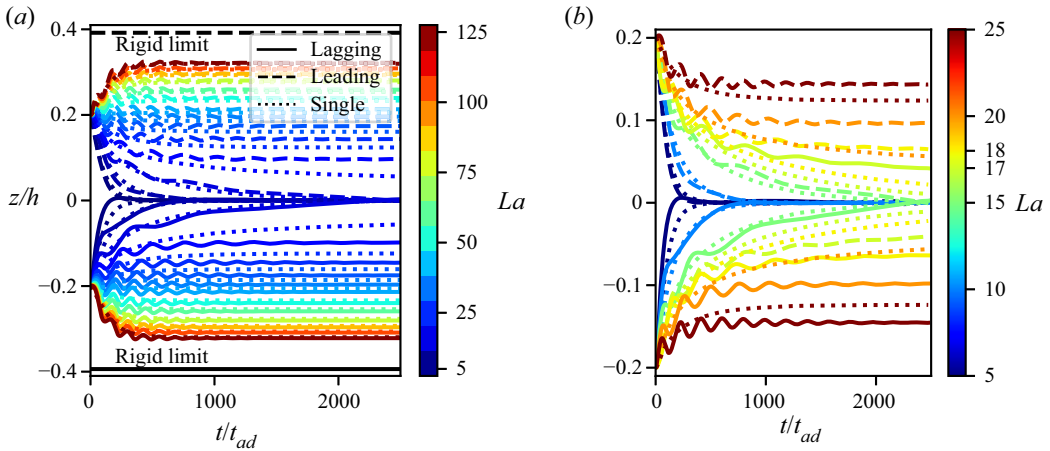 (a)
0.4
0.2
0
−0.2
−0.4
z/h
Rigid limit
Lagging
Leading
Single
Rigid limit
0
1000
2000
t/t_ad
125
100
75
50
25
5
La
(b)
0.2
0.1
0
−0.1
−0.2
0
1000
2000
t/t_ad
25
20
18
17
15
10
5
La